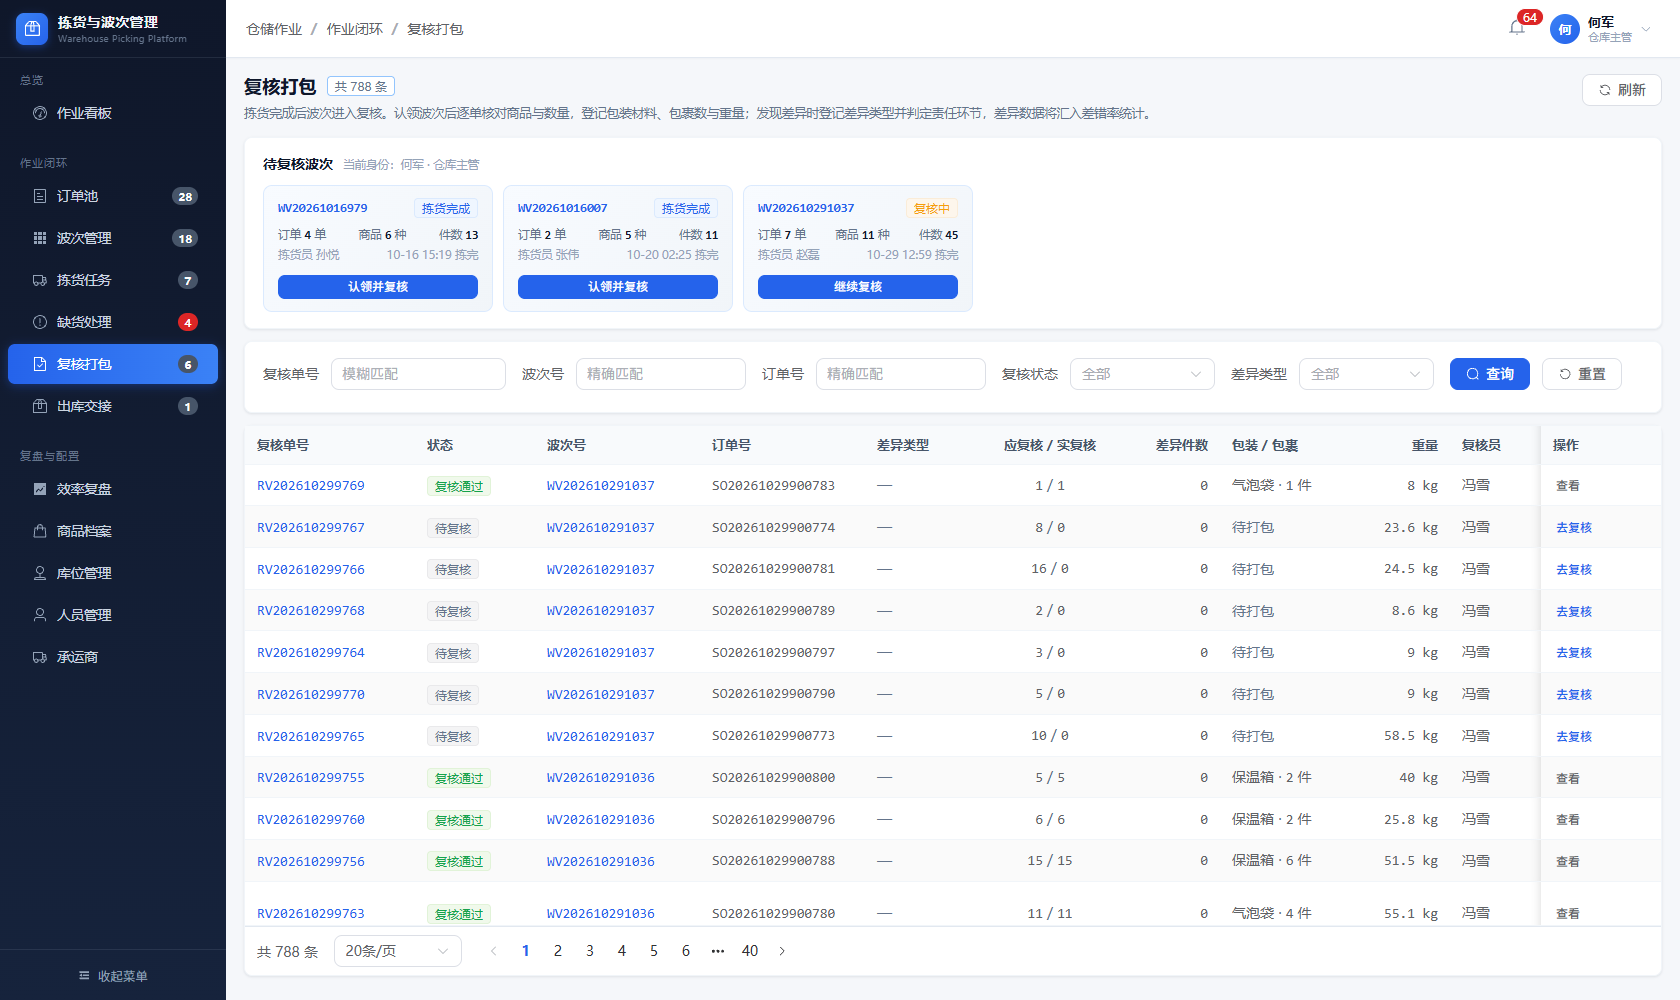 拣货与波次管理
Warehouse Picking Platform
总览
作业看板
作业闭环
订单池 28
波次管理 18
拣货任务 7
缺货处理 4
复核打包 6
出库交接 1
复盘与配置
效率复盘
商品档案
库位管理
人员管理
承运商
收起菜单
仓储作业 / 作业闭环 / 复核打包
64
何
何军
仓库主管
复核打包 共 788 条
刷新
拣货完成后波次进入复核。认领波次后逐单核对商品与数量，登记包装材料、包裹数与重量；发现差异时登记差异类型并判定责任环节，差异数据将汇入差错率统计。
待复核波次 当前身份：何军 · 仓库主管
WV20261016979 拣货完成
订单 4 单 商品 6 种 件数 13
拣货员 孙悦 10-16 15:19 拣完
认领并复核
WV20261016007 拣货完成
订单 2 单 商品 5 种 件数 11
拣货员 张伟 10-20 02:25 拣完
认领并复核
WV202610291037 复核中
订单 7 单 商品 11 种 件数 45
拣货员 赵磊 10-29 12:59 拣完
继续复核
复核单号 模糊匹配 波次号 精确匹配 订单号 精确匹配 复核状态 全部 差异类型 全部 查询 重置
复核单号 状态 波次号 订单号 差异类型 应复核 / 实复核 差异件数 包装 / 包裹 重量 复核员 操作
RV202610299769 复核通过 WV202610291037 SO20261029900783 — 1 / 1 0 气泡袋 · 1 件 8 kg 冯雪 查看
RV202610299767 待复核 WV202610291037 SO20261029900774 — 8 / 0 0 待打包 23.6 kg 冯雪 去复核
RV202610299766 待复核 WV202610291037 SO20261029900781 — 16 / 0 0 待打包 24.5 kg 冯雪 去复核
RV202610299768 待复核 WV202610291037 SO20261029900789 — 2 / 0 0 待打包 8.6 kg 冯雪 去复核
RV202610299764 待复核 WV202610291037 SO20261029900797 — 3 / 0 0 待打包 9 kg 冯雪 去复核
RV202610299770 待复核 WV202610291037 SO20261029900790 — 5 / 0 0 待打包 9 kg 冯雪 去复核
RV202610299765 待复核 WV202610291037 SO20261029900773 — 10 / 0 0 待打包 58.5 kg 冯雪 去复核
RV202610299755 复核通过 WV202610291036 SO20261029900800 — 5 / 5 0 保温箱 · 2 件 40 kg 冯雪 查看
RV202610299760 复核通过 WV202610291036 SO20261029900796 — 6 / 6 0 保温箱 · 2 件 25.8 kg 冯雪 查看
RV202610299756 复核通过 WV202610291036 SO20261029900788 — 15 / 15 0 保温箱 · 6 件 51.5 kg 冯雪 查看
RV202610299763 复核通过 WV202610291036 SO20261029900780 — 11 / 11 0 气泡袋 · 4 件 55.1 kg 冯雪 查看
共 788 条 20条/页 1 2 3 4 5 6 ••• 40